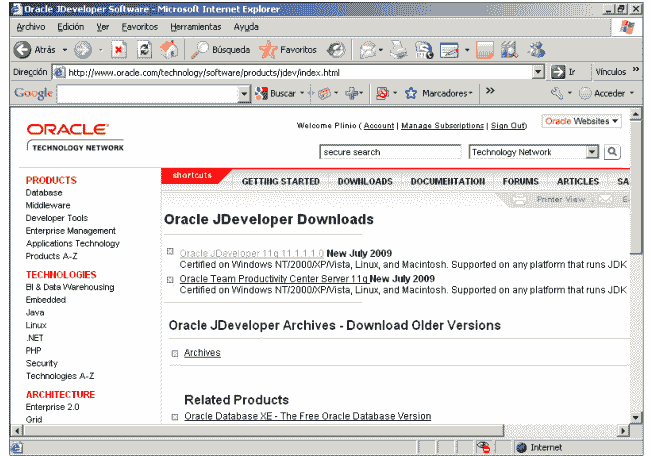 Oracle JDeveloper Software - Microsoft Internet Explorer
Archivo Edición Ver Favoritos Herramientas Ayuda
Atrás Búsqueda Favoritos
Dirección http://www.oracle.com/technology/software/products/jdev/index.html Ir Vínculos »
Google Buscar Marcadores » Acceder
ORACLE
TECHNOLOGY NETWORK
Welcome Plinio ( Account | Manage Subscriptions | Sign Out)
Oracle Websites
secure search Technology Network
shortcuts GETTING STARTED DOWNLOADS DOCUMENTATION FORUMS ARTICLES SA
Printer View E-
PRODUCTS
Database
Middleware
Developer Tools
Enterprise Management
Applications Technology
Products A-Z
TECHNOLOGIES
BI & Data Warehousing
Embedded
Java
Linux
.NET
PHP
Security
Technologies A-Z
ARCHITECTURE
Enterprise 2.0
Grid
Oracle JDeveloper Downloads
Oracle JDeveloper 11g 11.1.1.1.0 New July 2009
Certified on Windows NT/2000/XP/Vista, Linux, and Macintosh. Supported on any platform that runs JDK
Oracle Team Productivity Center Server 11g New July 2009
Certified on Windows NT/2000/XP/Vista, Linux, and Macintosh. Supported on any platform that runs JDK
Oracle JDeveloper Archives - Download Older Versions
Archives
Related Products
Oracle Database XE - The Free Oracle Database Version
Internet